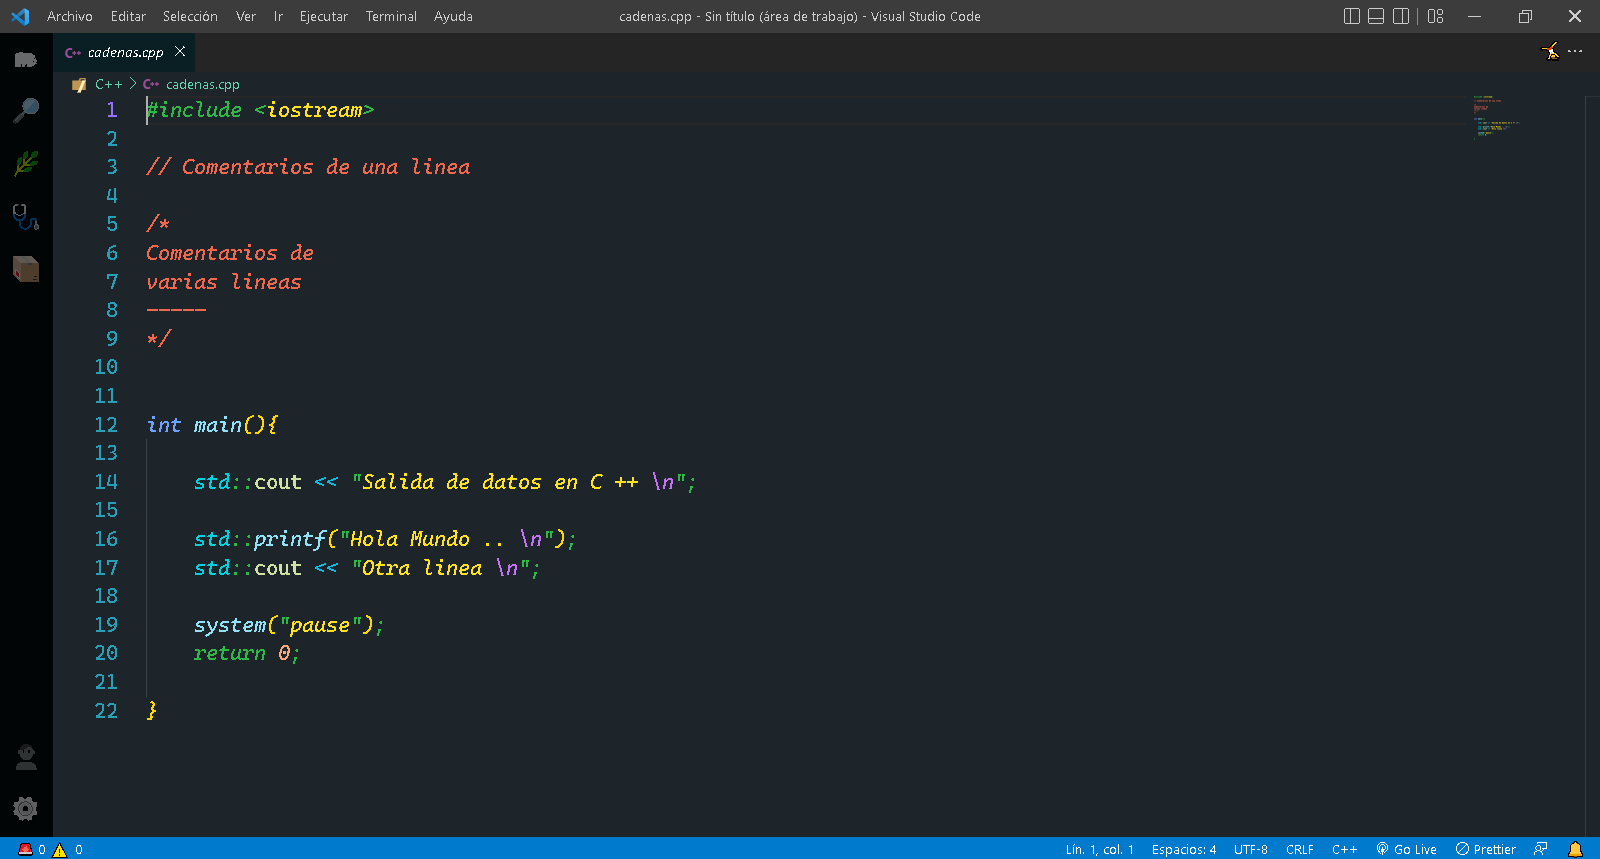 Archivo Editar Selección Ver Ir Ejecutar Terminal Ayuda cadenas.cpp - Sin título (área de trabajo) - Visual Studio Code
C++ cadenas.cpp
C++ > C++ cadenas.cpp
1 #include <iostream>
2
3 // Comentarios de una linea
4
5 /*
6 Comentarios de
7 varias lineas
8 -----
9 */
10
11
12 int main(){
13
14 std::cout << "Salida de datos en C ++ \n";
15
16 std::printf("Hola Mundo .. \n");
17 std::cout << "Otra linea \n";
18
19 system("pause");
20 return 0;
21
22 }
0 0 Lín. 1, col. 1 Espacios: 4 UTF-8 CRLF C++ Go Live Prettier